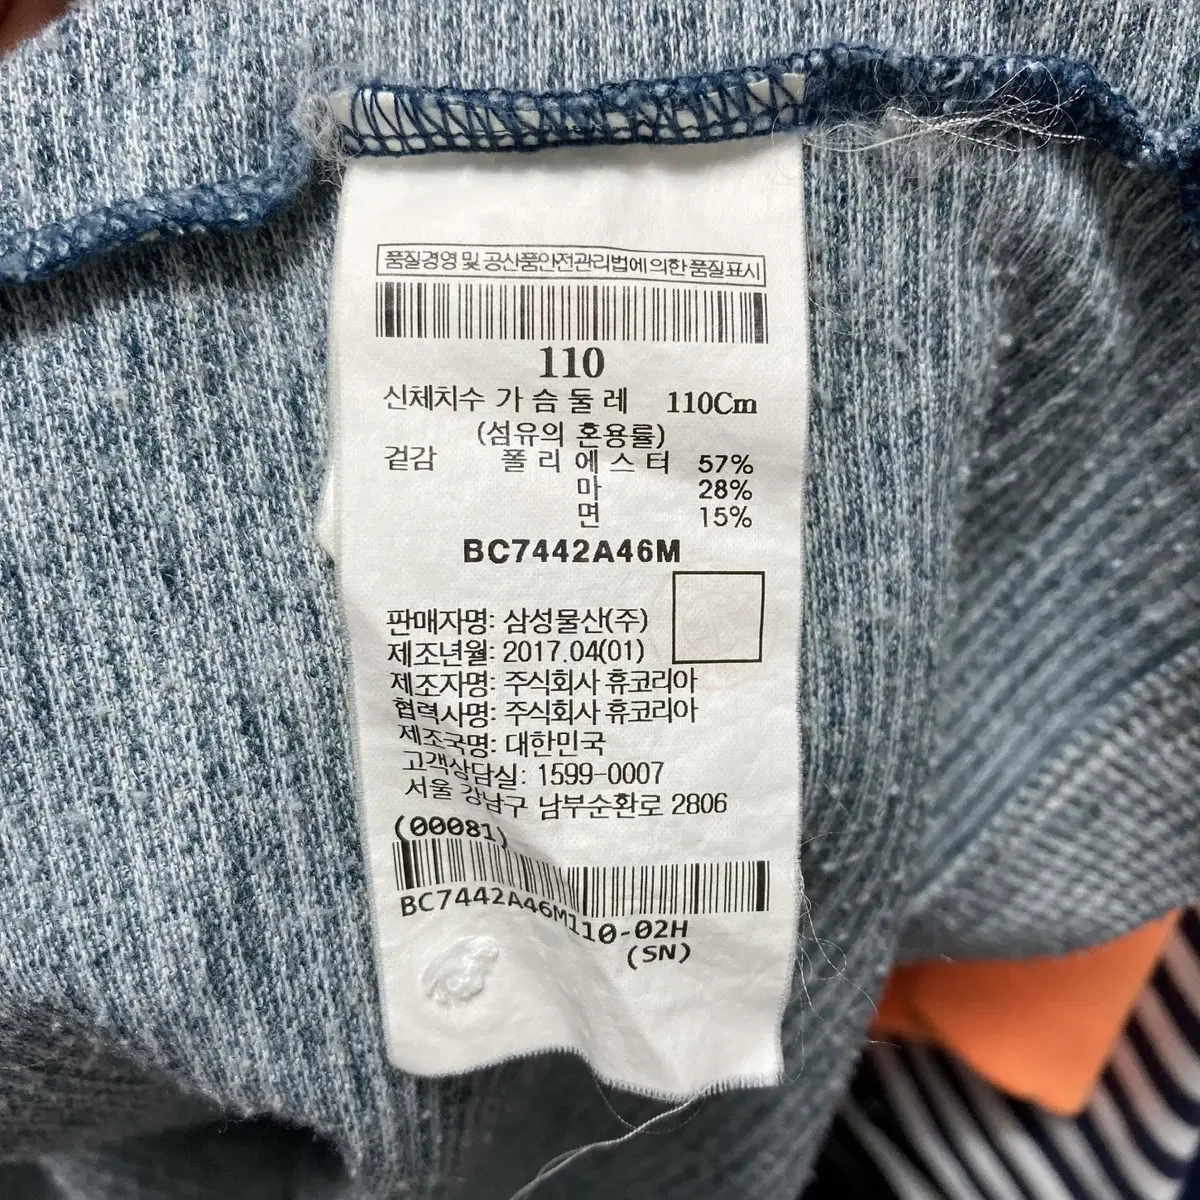 품질경영 및 공산품안전관리법에 의한 품질표시
110
신체치수 가 슴 둘 레 110Cm
(섬유의 혼용률)
겉감 폴 리 에 스 터 57%
마 28%
면 15%
BC7442A46M
판매자명: 삼성물산(주)
제조년월: 2017.04(01)
제조자명: 주식회사 휴코리아
협력사명: 주식회사 휴코리아
제조국명: 대한민국
고객상담실: 1599-0007
서울 강남구 남부순환로 2806
(00081)
BC7442A46M110-02H
(SN)